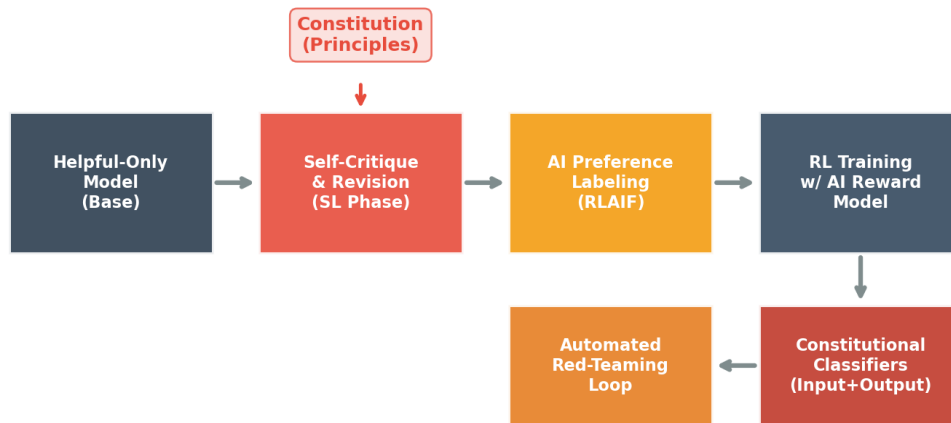 Constitution
(Principles)
Helpful-Only
Model
(Base)
Self-Critique
& Revision
(SL Phase)
AI Preference
Labeling
(RLAIF)
RL Training
w/ AI Reward
Model
Automated
Red-Teaming
Loop
Constitutional
Classifiers
(Input+Output)